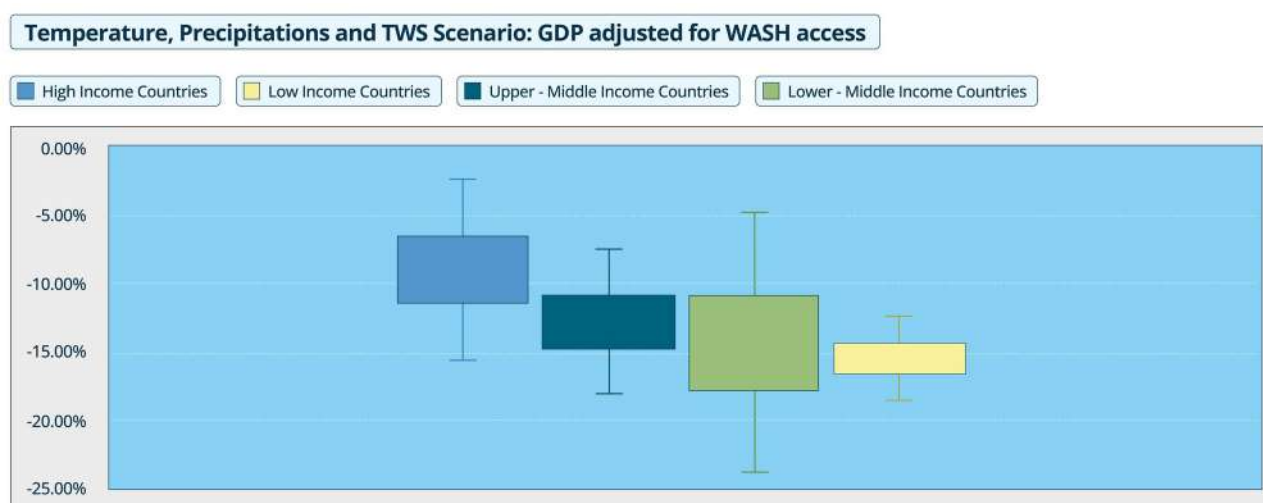 Temperature, Precipitations and TWS Scenario: GDP adjusted for WASH access
High Income Countries
Low Income Countries
Upper - Middle Income Countries
Lower - Middle Income Countries
0.00%
-5.00%
-10.00%
-15.00%
-20.00%
-25.00%